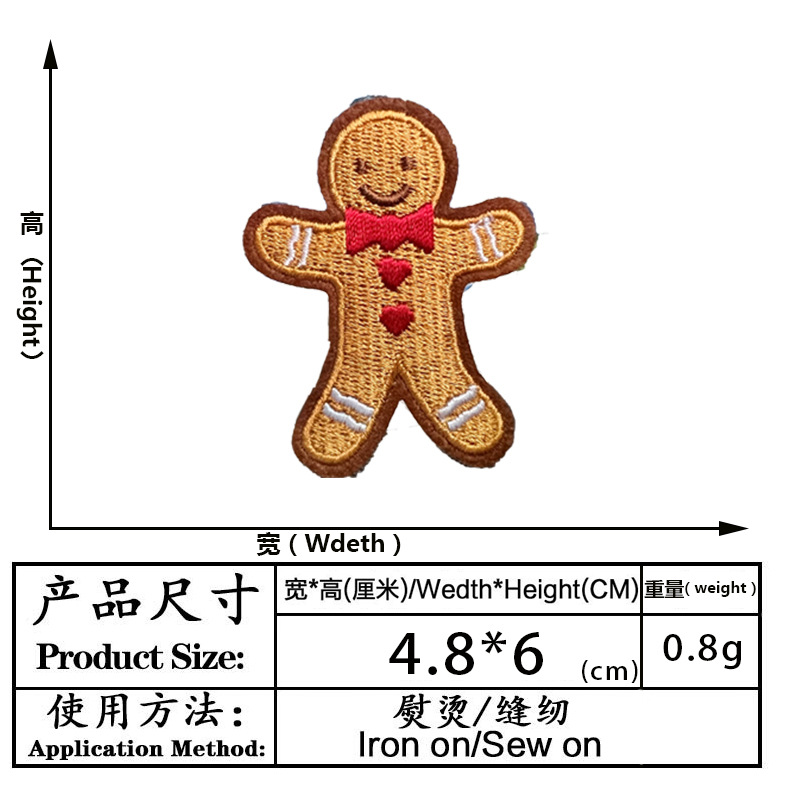 高（Height）
宽 ( Wdeth )
产品尺寸
Product Size:
宽*高(厘米)/Wedth*Height(CM)
重量( weight )
4.8*6 (cm)
0.8g
使用方法：
Application Method:
熨烫/缝纫
Iron on/Sew on